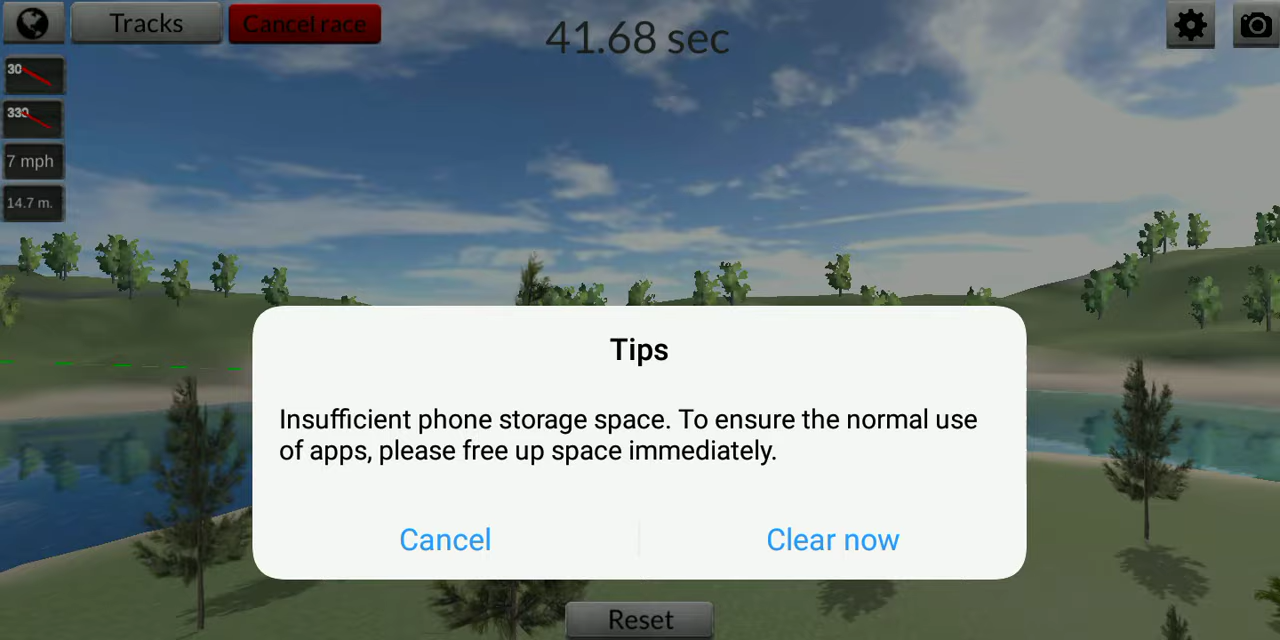 Tracks
Cancel race
41.68 sec
30
330
7 mph
14.7 m.
Tips
Insufficient phone storage space. To ensure the normal use
of apps, please free up space immediately.
Cancel
Clear now
Reset